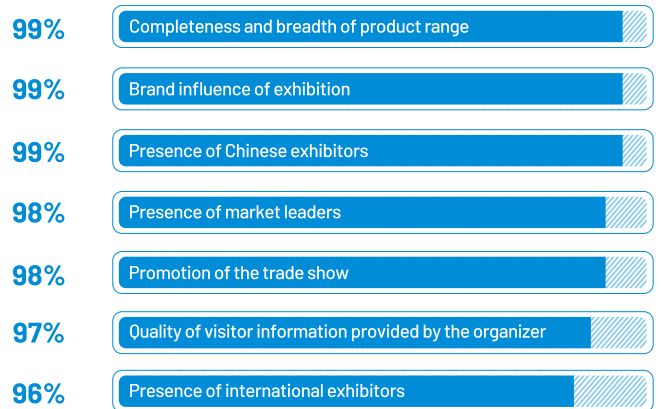 99% Completeness and breadth of product range
99% Brand influence of exhibition
99% Presence of Chinese exhibitors
98% Presence of market leaders
98% Promotion of the trade show
97% Quality of visitor information provided by the organizer
96% Presence of international exhibitors